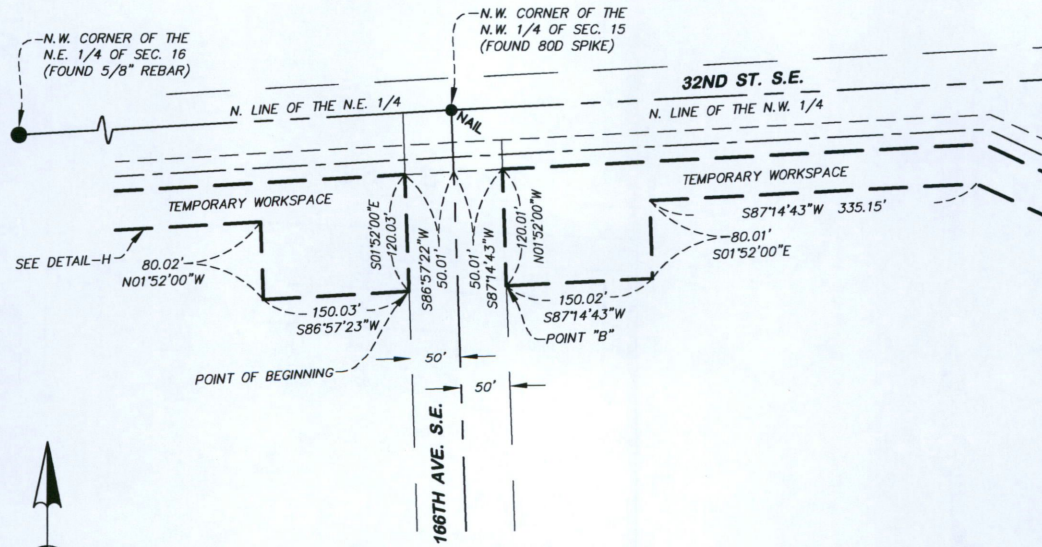 N.W. CORNER OF THE
N.E. 1/4 OF SEC. 16
(FOUND 5/8" REBAR)
N.W. CORNER OF THE
N.W. 1/4 OF SEC. 15
(FOUND 80D SPIKE)
32ND ST. S.E.
N. LINE OF THE N.E. 1/4
NAIL
N. LINE OF THE N.W. 1/4
TEMPORARY WORKSPACE
TEMPORARY WORKSPACE
SEE DETAIL-H
80.02'
N01°52'00"W
S01°52'00"E
120.03'
S86°57'22"W
50.01'
50.01'
S87°14'43"W
120.01'
N01°52'00"W
S87°14'43"W 335.15'
80.01'
S01°52'00"E
150.03'
S86°57'23"W
150.02'
S87°14'43"W
POINT "B"
POINT OF BEGINNING
50'
50'
166TH AVE. S.E.